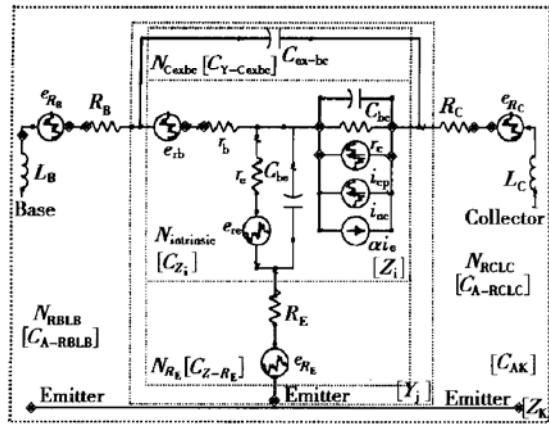 C_ex-bc
N_Cexbc [C_Y-Cexbc]
e_RB R_B
e_rb r_b
C_bc
R_C e_RC
L_B
Base
r_e C_be
r_c
i_cp
i_nc
αi_e
L_C
Collector
e_re
N_intrinsic
[C_Zi]
[Z_i]
N_RCLC
[C_A-RCLC]
R_E
N_RBLB
[C_A-RBLB]
N_RE [C_Z-RE]
e_RE
[C_AK]
Emitter
Emitter
[Y_j]
Emitter
[Z_K]